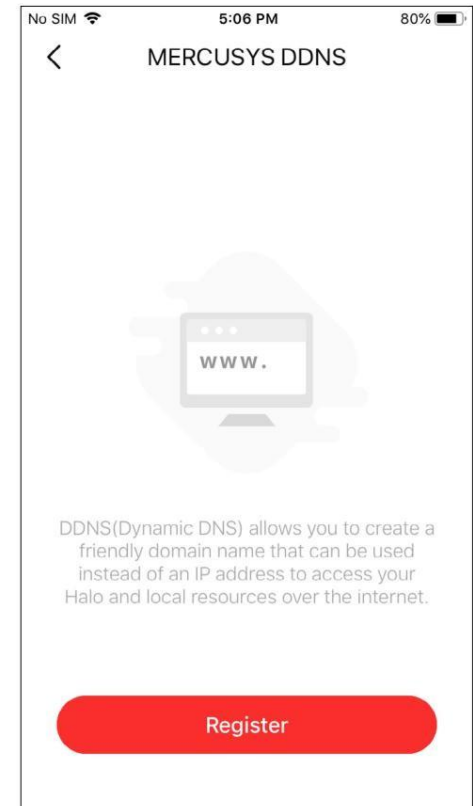 No SIM 5:06 PM 80%
MERCUSYS DDNS
www.
DDNS(Dynamic DNS) allows you to create a
friendly domain name that can be used
instead of an IP address to access your
Halo and local resources over the internet.
Register